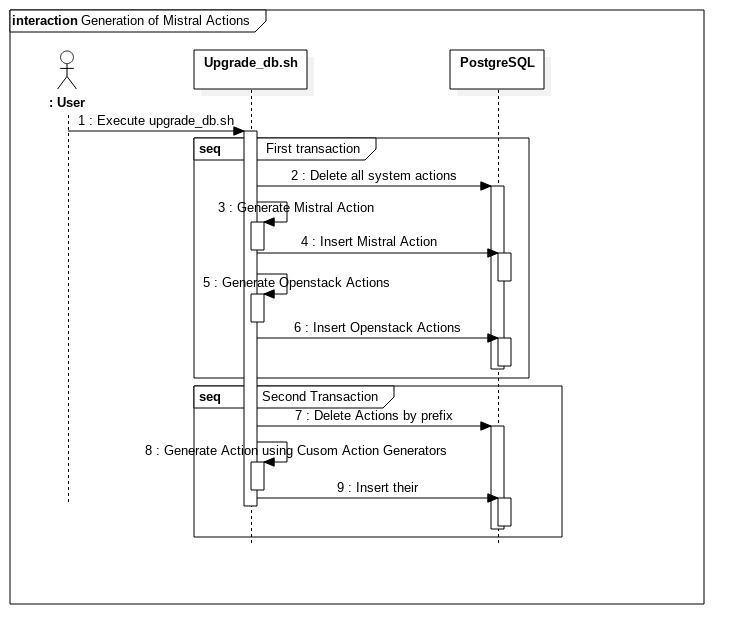 interaction Generation of Mistral Actions
Upgrade_db.sh
PostgreSQL
: User
1 : Execute upgrade_db.sh
seq First transaction
2 : Delete all system actions
3 : Generate Mistral Action
4 : Insert Mistral Action
5 : Generate Openstack Actions
6 : Insert Openstack Actions
seq Second Transaction
7 : Delete Actions by prefix
8 : Generate Action using Cusom Action Generators
9 : Insert their